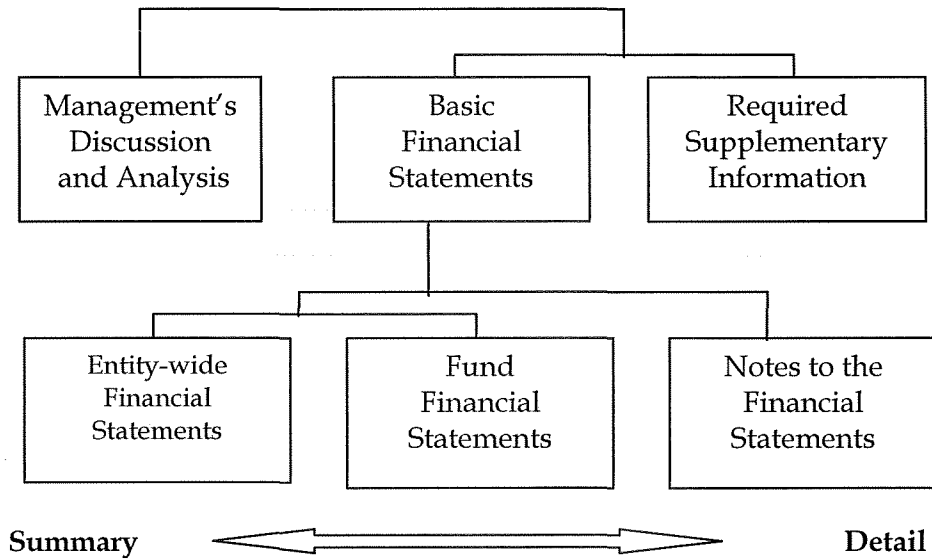 Management's
Discussion
and Analysis
Basic
Financial
Statements
Required
Supplementary
Information
Entity-wide
Financial
Statements
Fund
Financial
Statements
Notes to the
Financial
Statements
Summary
Detail